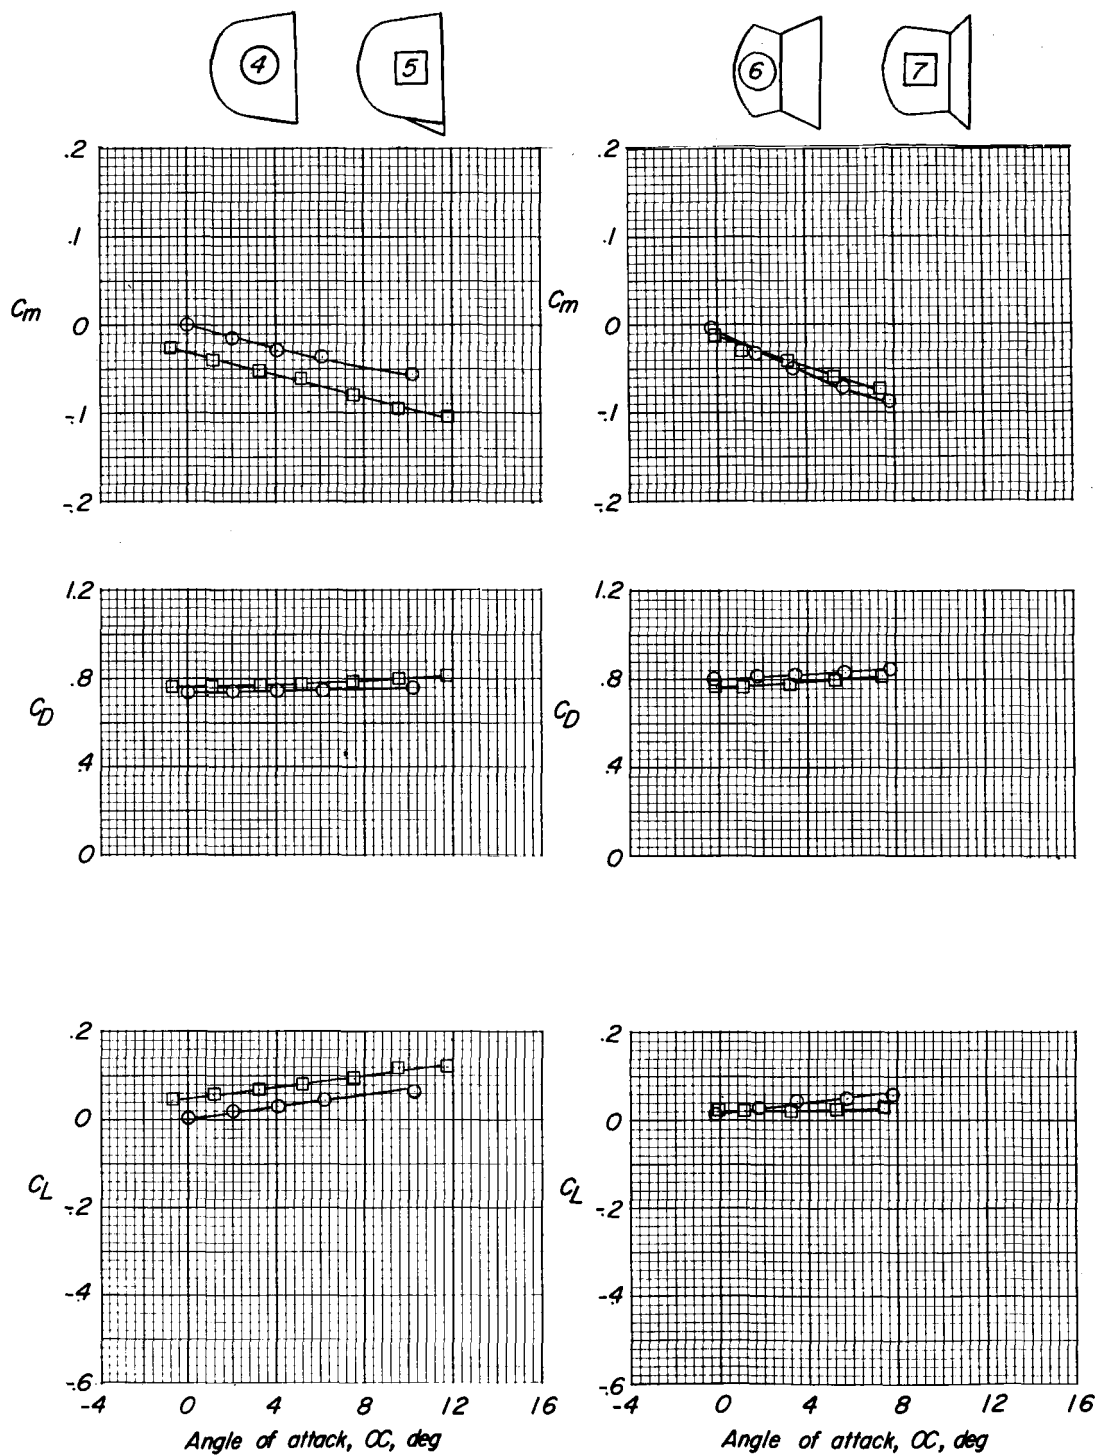 4 5 6 7
.2 .2
.1 .1
Cm Cm
0 0
-.1 -.1
-.2 -.2
1.2 1.2
.8 .8
CD CD
.4 .4
0 0
.2 .2
0 0
CL CL
-.2 -.2
-.4 -.4
-.6 -.6
-4 0 4 8 12 16 -4 0 4 8 12 16
Angle of attack, α, deg Angle of attack, α, deg